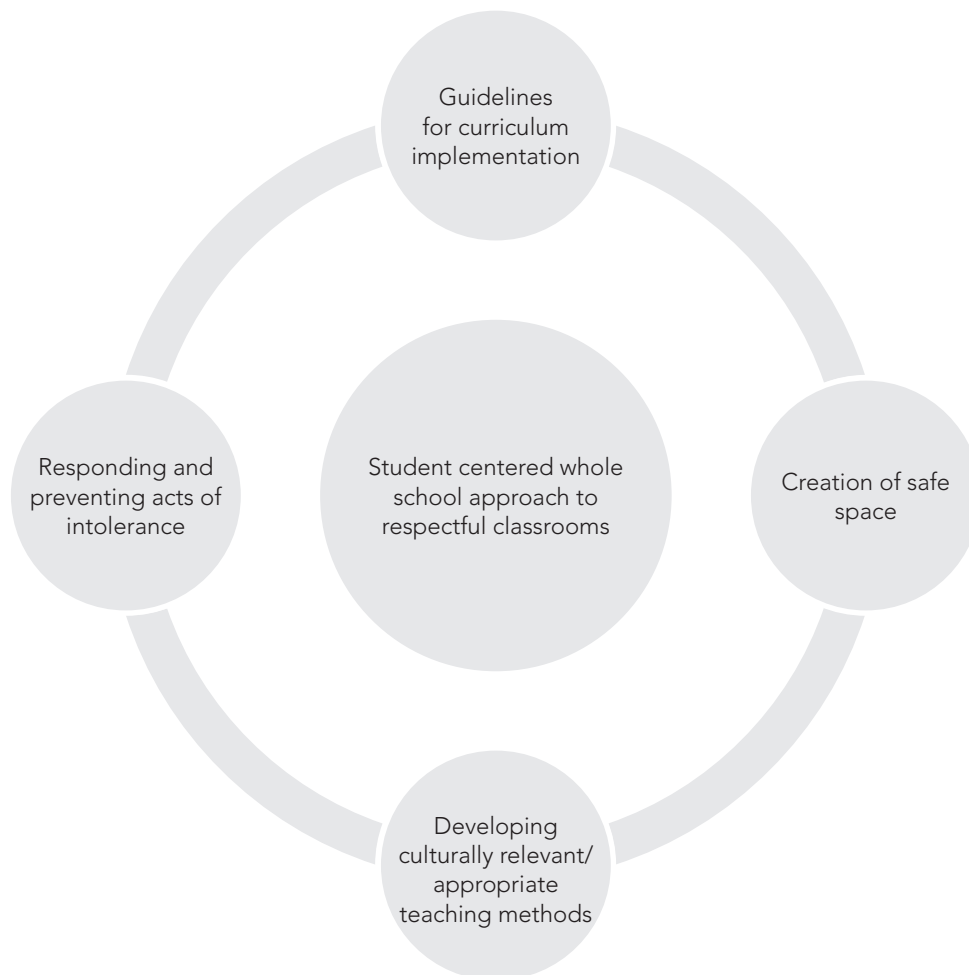 Guidelines
for curriculum
implementation
Responding and
preventing acts of
intolerance
Student centered whole
school approach to
respectful classrooms
Creation of safe
space
Developing
culturally relevant/
appropriate
teaching methods